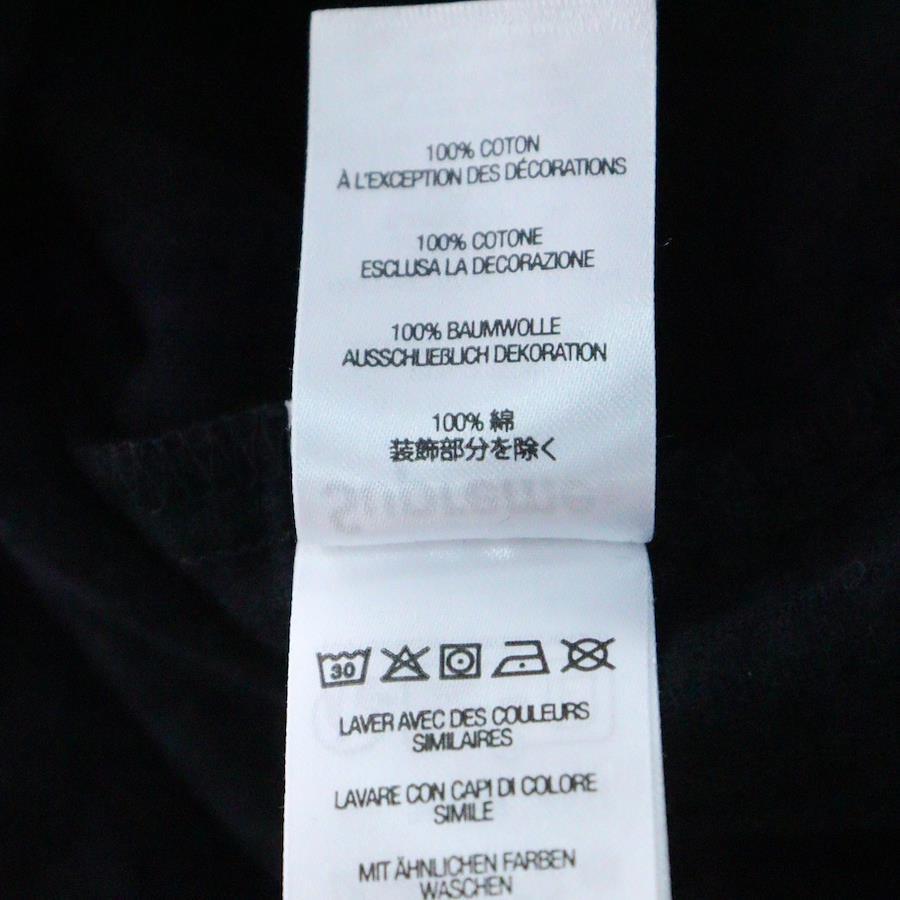 100% COTON
À L'EXCEPTION DES DÉCORATIONS
100% COTONE
ESCLUSA LA DECORAZIONE
100% BAUMWOLLE
AUSSCHLIEßLICH DEKORATION
100% 綿
装飾部分を除く
Supreme
30
LAVER AVEC DES COULEURS
SIMILAIRES
LAVARE CON CAPI DI COLORE
SIMILE
MIT ÄHNLICHEN FARBEN
WASCHEN